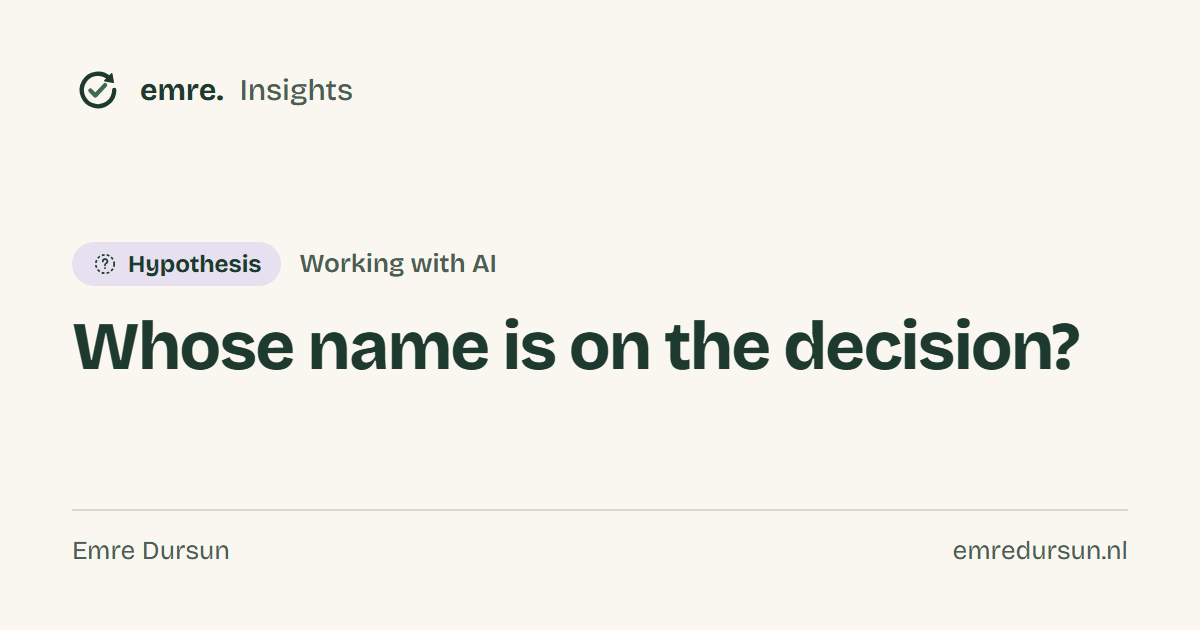 emre. Insights
Hypothesis Working with AI
Whose name is on the decision?
Emre Dursun emredursun.nl